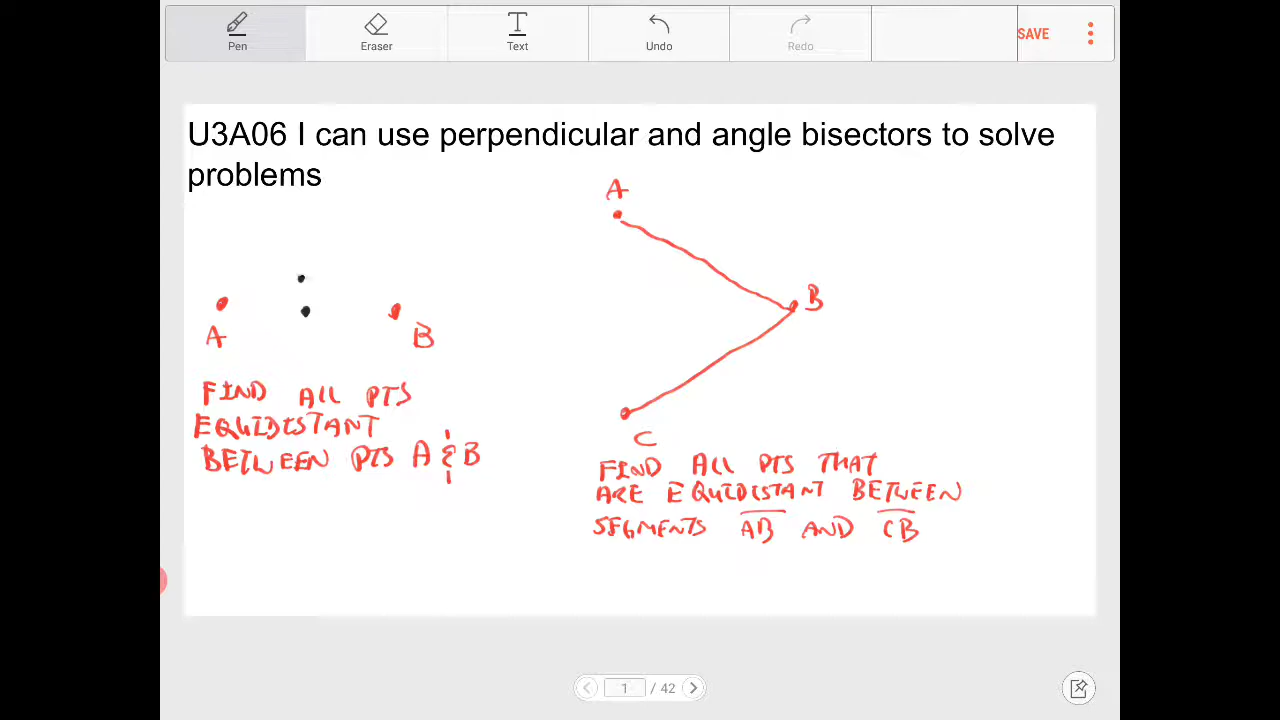 Pen
Eraser
Text
Undo
Redo
SAVE
U3A06 I can use perpendicular and angle bisectors to solve
problems
A
B
FIND ALL PTS
EQUIDISTANT
BETWEEN PTS A & B
A
B
C
FIND ALL PTS THAT
ARE EQUIDISTANT BETWEEN
SEGMENTS AB AND CB
1 / 42